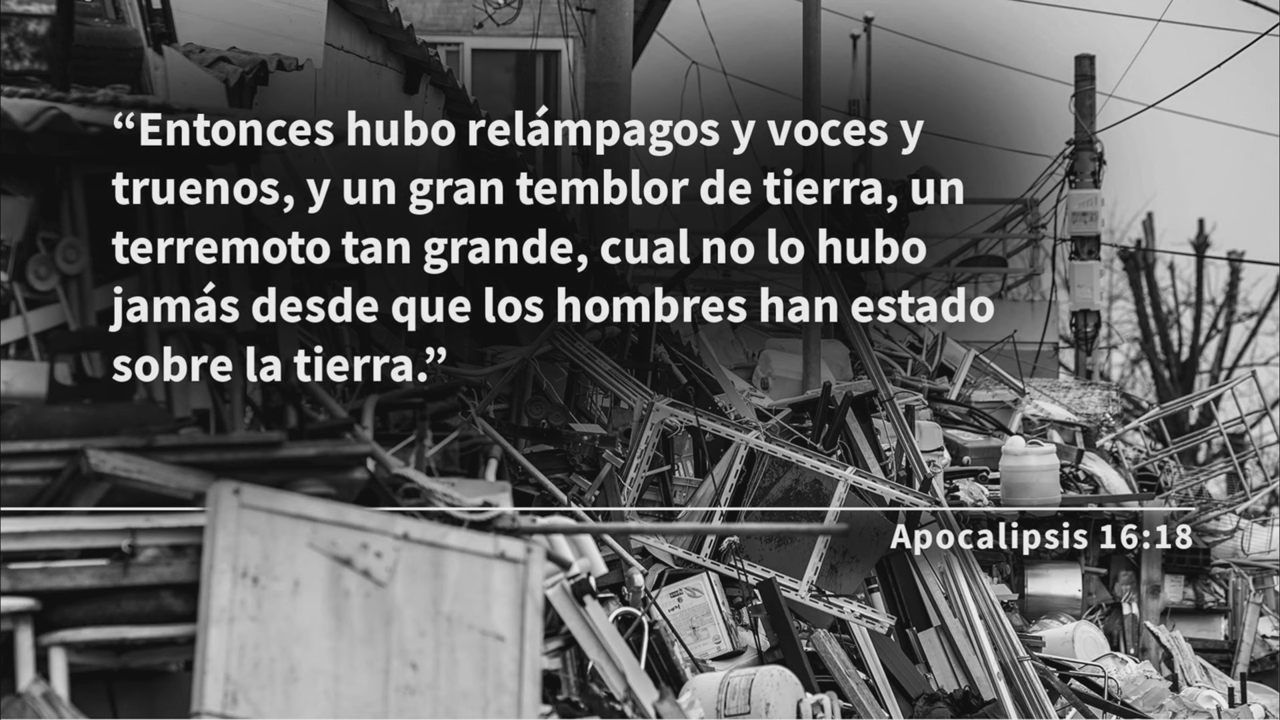 “Entonces hubo relámpagos y voces y
truenos, y un gran temblor de tierra, un
terremoto tan grande, cual no lo hubo
jamás desde que los hombres han estado
sobre la tierra.”
Apocalipsis 16:18